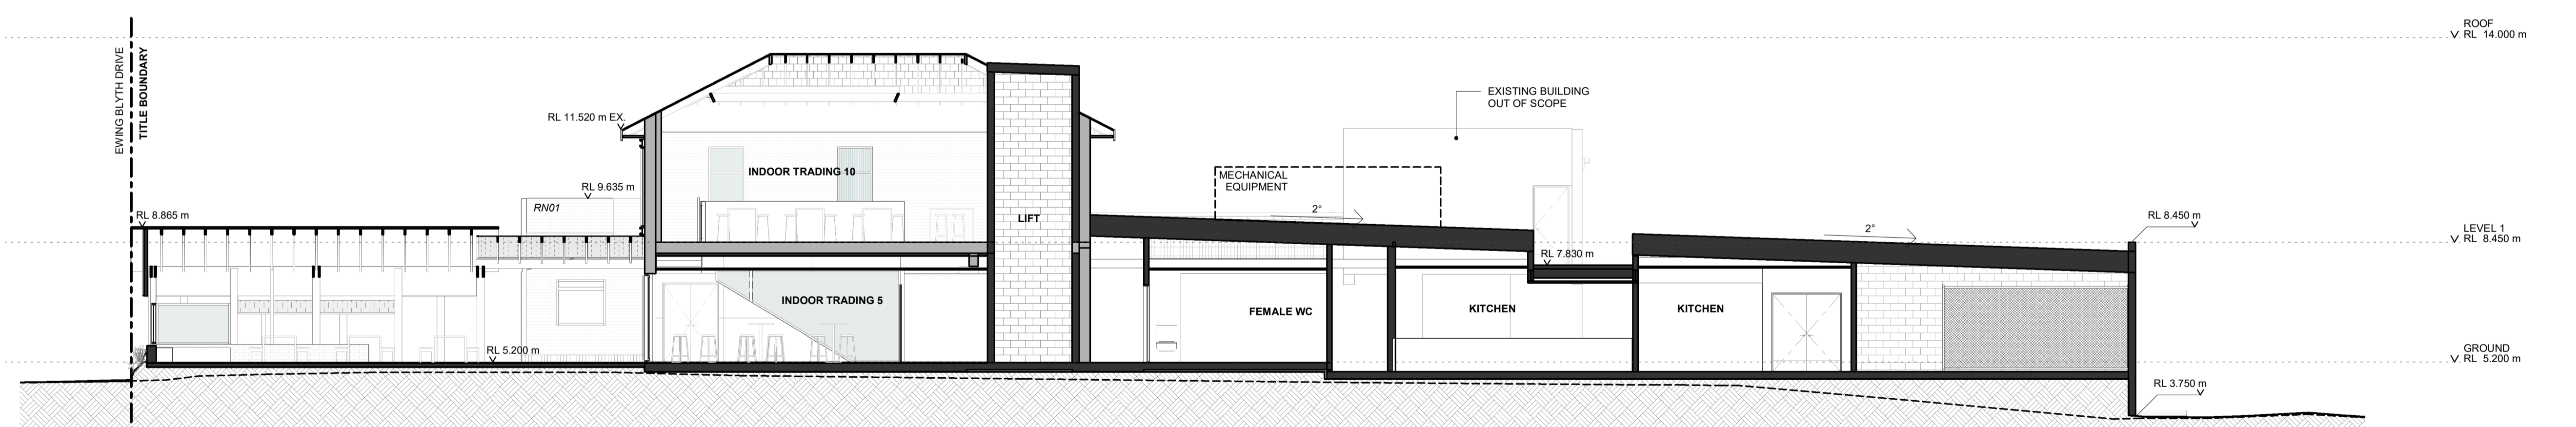 EWING BLYTH DRIVE
TITLE BOUNDARY
ROOF
RL 14.000 m
EXISTING BUILDING
OUT OF SCOPE
RL 11.520 m EX.
INDOOR TRADING 10
MECHANICAL
EQUIPMENT
RL 9.635 m
RN01
RL 8.865 m
LIFT
2°
2°
RL 8.450 m
LEVEL 1
RL 8.450 m
RL 7.830 m
INDOOR TRADING 5
FEMALE WC
KITCHEN
KITCHEN
RL 5.200 m
GROUND
RL 5.200 m
RL 3.750 m